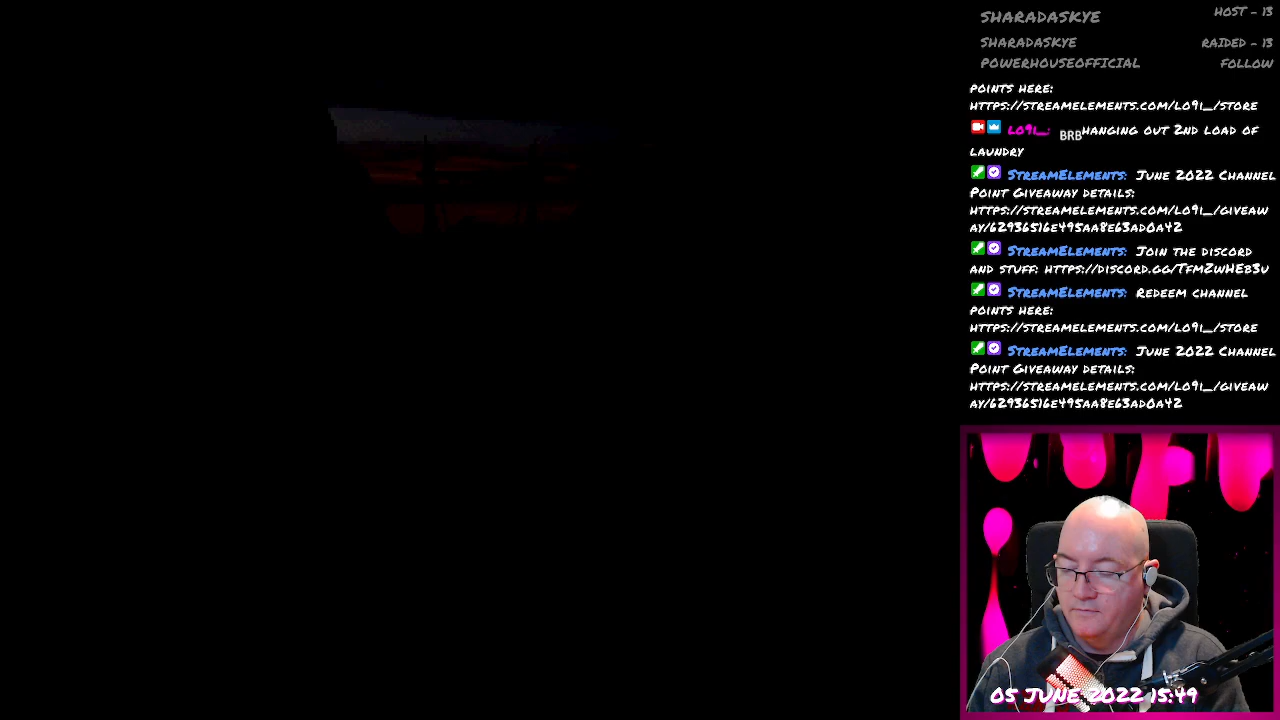 SHARADASKYE HOST - 13
SHARADASKYE RAIDED - 13
POWERHOUSEOFFICIAL FOLLOW
POINTS HERE:
HTTPS://STREAMELEMENTS.COM/LO9I_/STORE
LO9I_: BRB HANGING OUT 2ND LOAD OF
LAUNDRY
STREAMELEMENTS: JUNE 2022 CHANNEL
POINT GIVEAWAY DETAILS:
HTTPS://STREAMELEMENTS.COM/LO9I_/GIVEAW
AY/62936516E495AA8E63AD0A42
STREAMELEMENTS: JOIN THE DISCORD
AND STUFF: HTTPS://DISCORD.GG/TFMZWHE83U
STREAMELEMENTS: REDEEM CHANNEL
POINTS HERE:
HTTPS://STREAMELEMENTS.COM/LO9I_/STORE
STREAMELEMENTS: JUNE 2022 CHANNEL
POINT GIVEAWAY DETAILS:
HTTPS://STREAMELEMENTS.COM/LO9I_/GIVEAW
AY/62936516E495AA8E63AD0A42
05 JUNE 2022 15:49